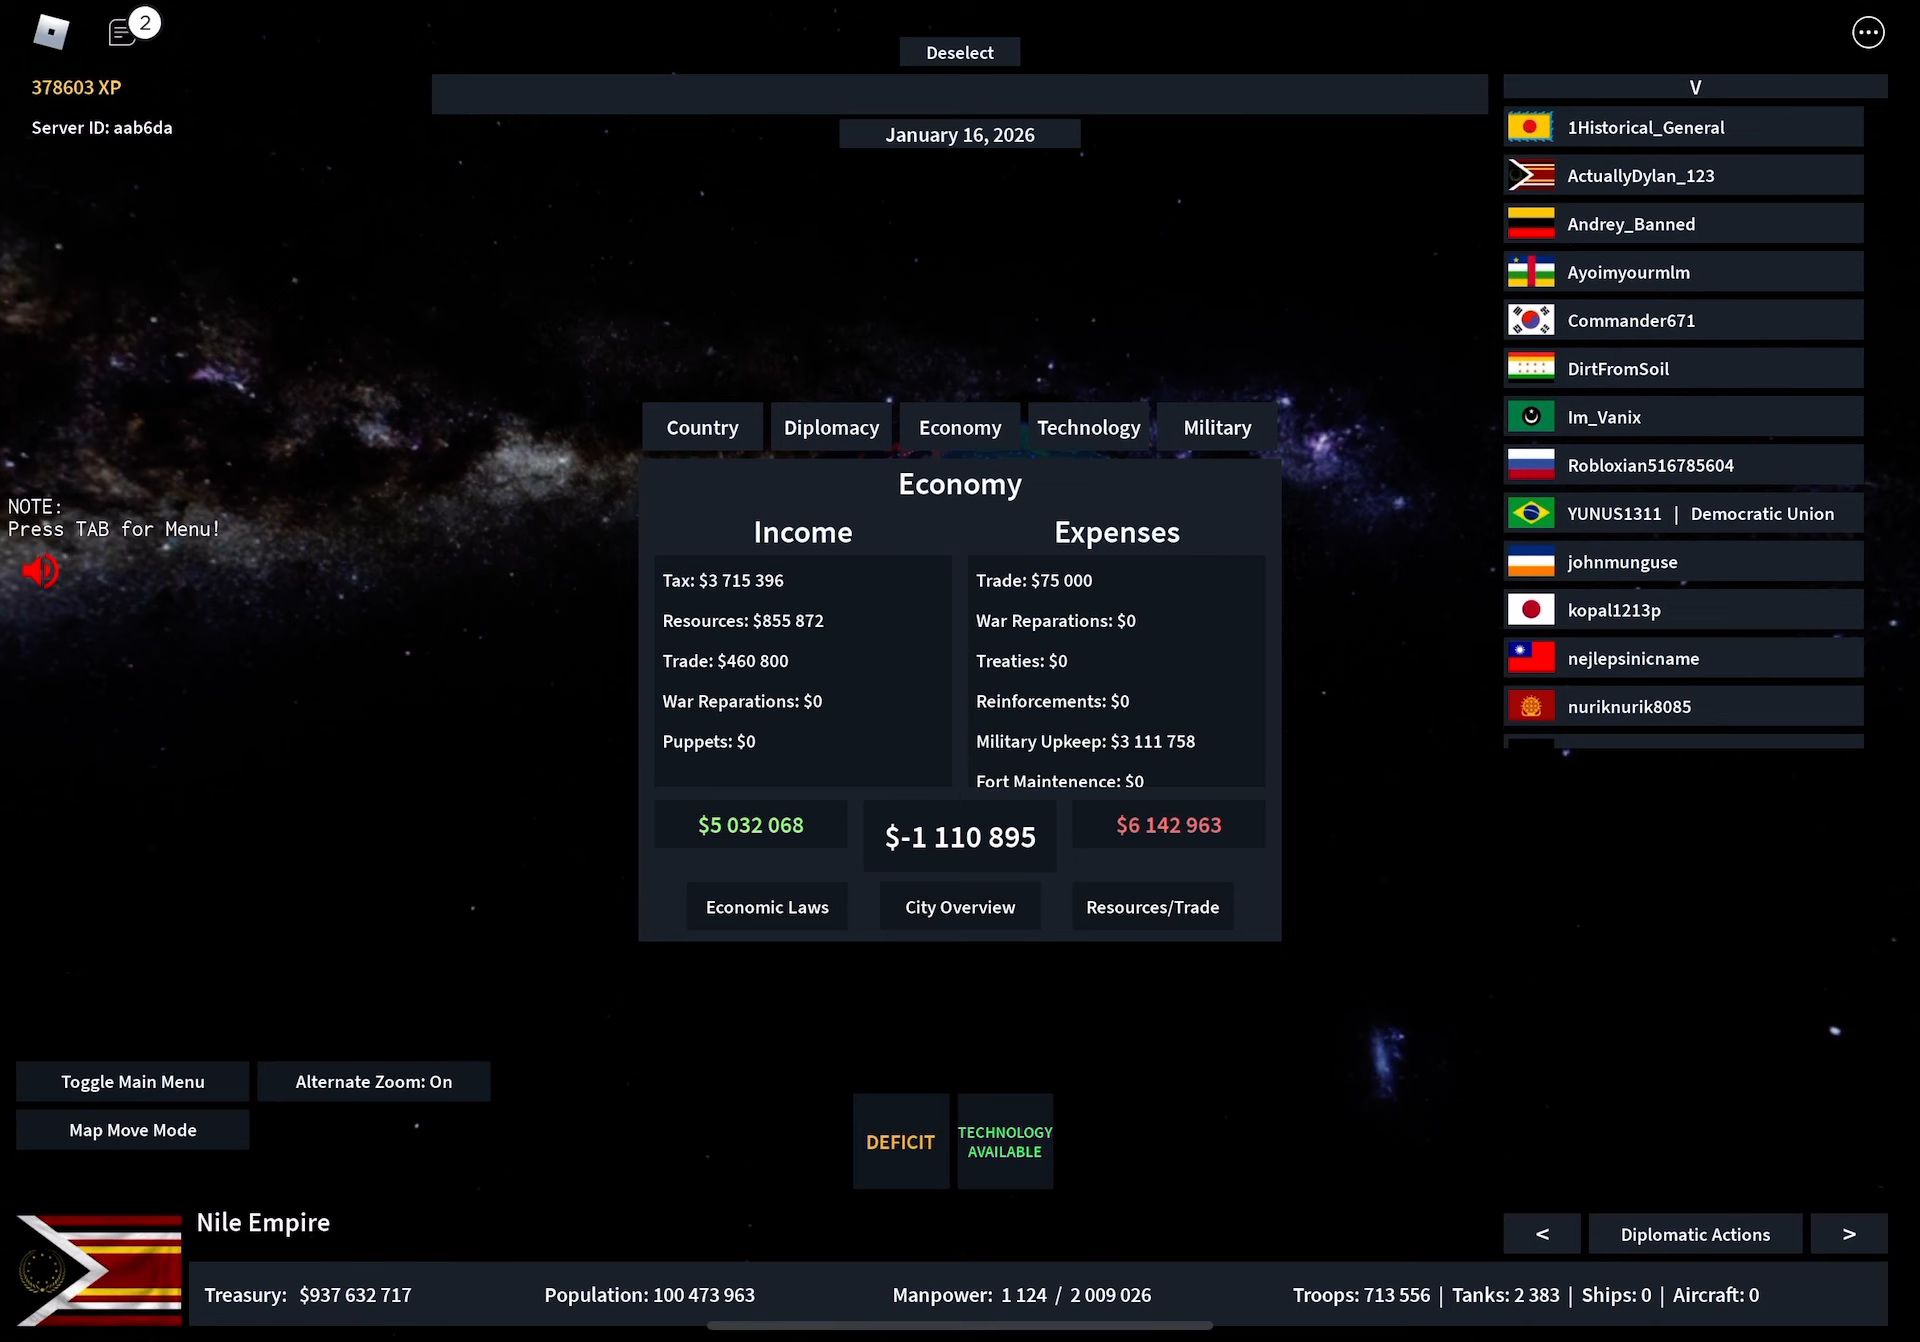 2
378603 XP
Server ID: aab6da
Deselect
January 16, 2026
V
1Historical_General
ActuallyDylan_123
Andrey_Banned
Ayoimyourmlm
Commander671
DirtFromSoil
Im_Vanix
Robloxian516785604
YUNUS1311 | Democratic Union
johnmunguse
kopal1213p
nejlepsinicname
nuriknurik8085
NOTE:
Press TAB for Menu!
Country Diplomacy Economy Technology Military
Economy
Income
Tax: $3 715 396
Resources: $855 872
Trade: $460 800
War Reparations: $0
Puppets: $0
Expenses
Trade: $75 000
War Reparations: $0
Treaties: $0
Reinforcements: $0
Military Upkeep: $3 111 758
Fort Maintenence: $0
$5 032 068
$-1 110 895
$6 142 963
Economic Laws City Overview Resources/Trade
Toggle Main Menu Alternate Zoom: On
Map Move Mode
DEFICIT
TECHNOLOGY
AVAILABLE
Nile Empire
< Diplomatic Actions >
Treasury: $937 632 717 Population: 100 473 963 Manpower: 1 124 / 2 009 026 Troops: 713 556 | Tanks: 2 383 | Ships: 0 | Aircraft: 0